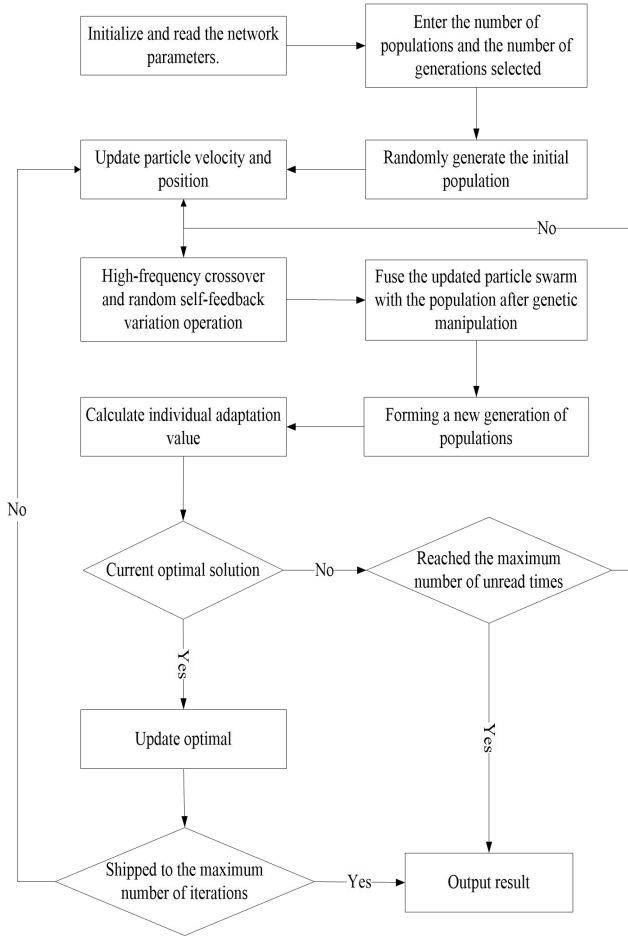 Initialize and read the network
parameters.
Enter the number of
populations and the number of
generations selected
Update particle velocity and
position
Randomly generate the initial
population
No
High-frequency crossover
and random self-feedback
variation operation
Fuse the updated particle swarm
with the population after genetic
manipulation
Calculate individual adaptation
value
Forming a new generation of
populations
No
Current optimal solution
No
Reached the maximum
number of unread times
Yes
Update optimal
Yes
Shipped to the maximum
number of iterations
Yes
Output result